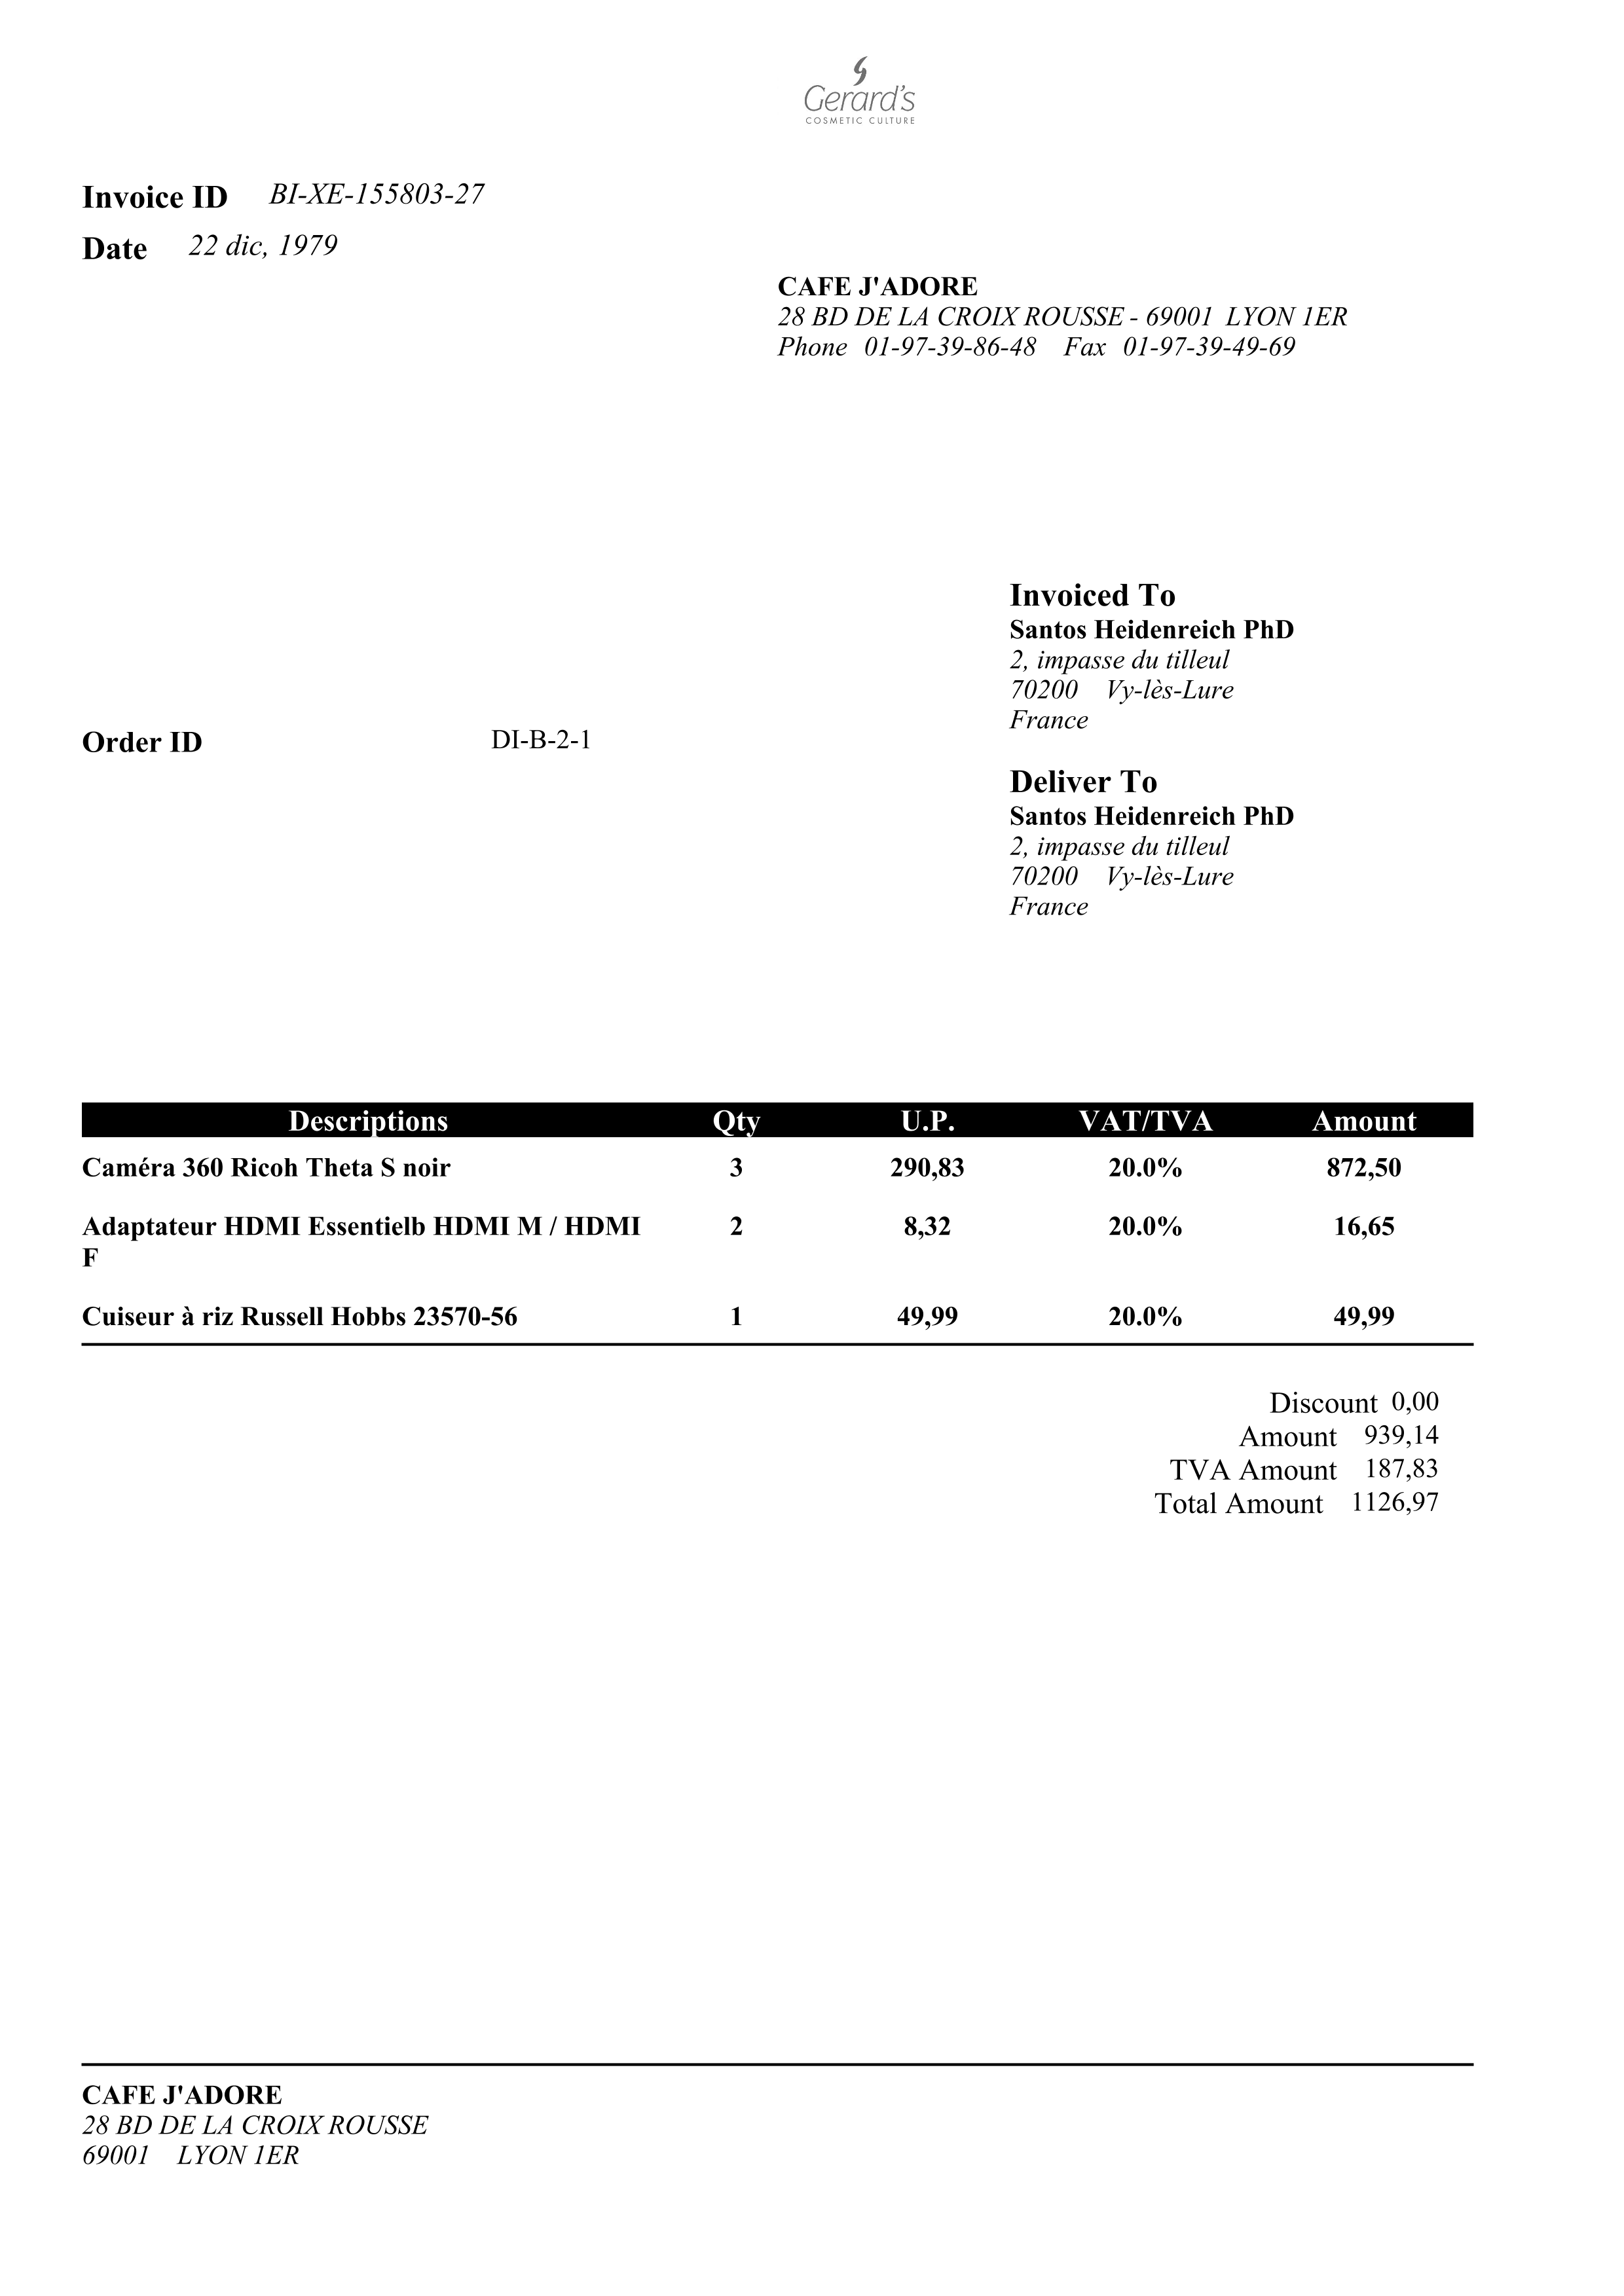 Gerard's
COSMETIC CULTURE
Invoice ID BI-XE-155803-27
Date 22 dic, 1979
CAFE J'ADORE
28 BD DE LA CROIX ROUSSE - 69001 LYON 1ER
Phone 01-97-39-86-48 Fax 01-97-39-49-69
Invoiced To
Santos Heidenreich PhD
2, impasse du tilleul
70200 Vy-lès-Lure
France
Order ID DI-B-2-1
Deliver To
Santos Heidenreich PhD
2, impasse du tilleul
70200 Vy-lès-Lure
France
Descriptions Qty U.P. VAT/TVA Amount
Caméra 360 Ricoh Theta S noir 3 290,83 20.0% 872,50
Adaptateur HDMI Essentielb HDMI M / HDMI 2 8,32 20.0% 16,65
F
Cuiseur à riz Russell Hobbs 23570-56 1 49,99 20.0% 49,99
Discount 0,00
Amount 939,14
TVA Amount 187,83
Total Amount 1126,97
CAFE J'ADORE
28 BD DE LA CROIX ROUSSE
69001 LYON 1ER